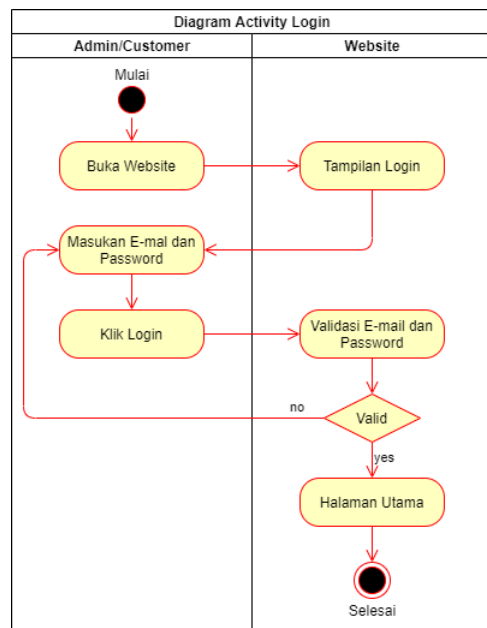 Diagram Activity Login
Admin/Customer
Website
Mulai
Buka Website
Tampilan Login
Masukan E-mal dan
Password
Klik Login
Validasi E-mail dan
Password
no
Valid
yes
Halaman Utama
Selesai